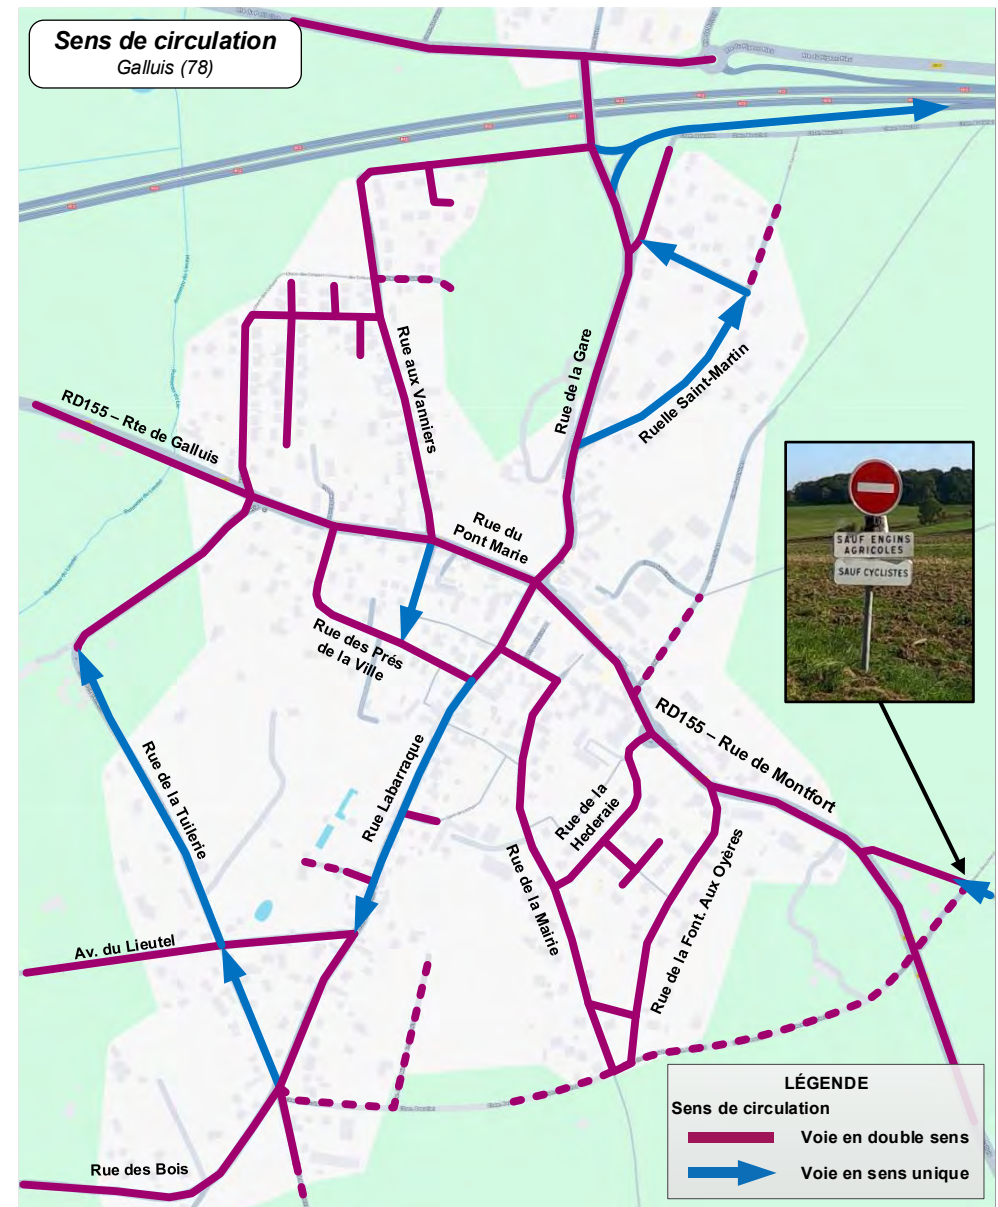 Sens de circulation
Galluis (78)
Rue de la Gare
Rue aux Vanniers
Ruelle Saint-Martin
RD155 – Rte de Galluis
Rue du
Pont Marie
SAUF ENGINS
AGRICOLES
SAUF CYCLISTES
Rue des Prés
de la Ville
RD155 – Rue de Montfort
Rue de la Tuilerie
Rue Labarraque
Rue de la
Hederaie
Rue de la Mairie
Rue de la Font. Aux Oyères
Av. du Lieutel
Rue des Bois
LÉGENDE
Sens de circulation
Voie en double sens
Voie en sens unique